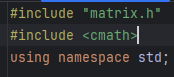 #include "matrix.h"
#include <cmath>
using namespace std;